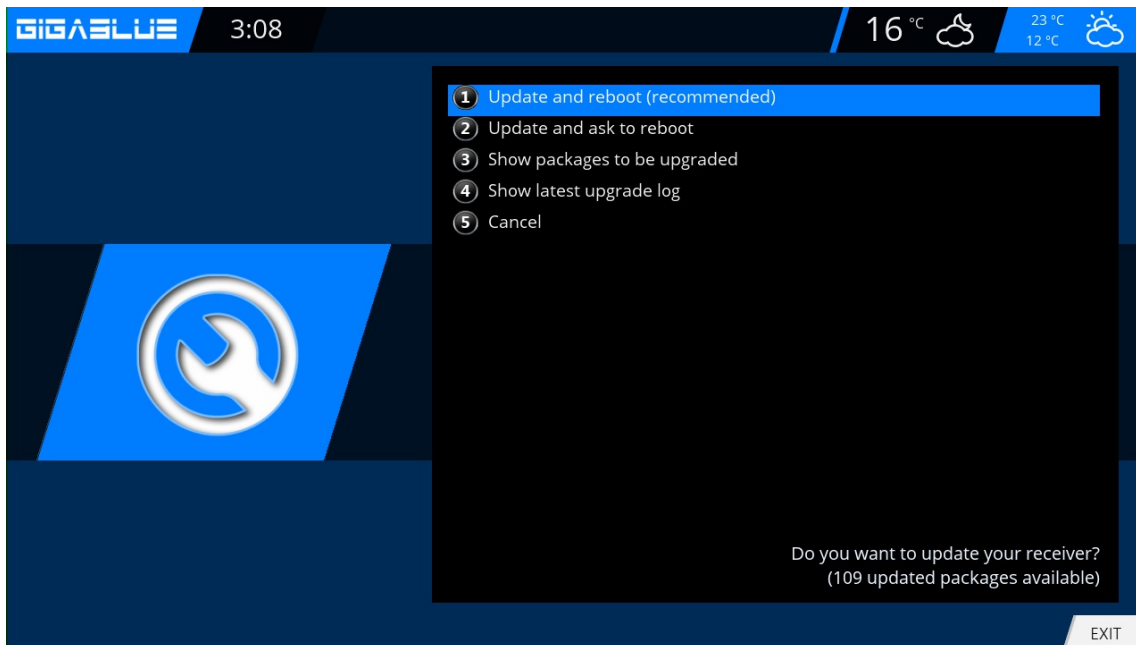 GIGABLUE
3:08
16 °C
23 °C
12 °C
1 Update and reboot (recommended)
2 Update and ask to reboot
3 Show packages to be upgraded
4 Show latest upgrade log
5 Cancel
Do you want to update your receiver?
(109 updated packages available)
EXIT